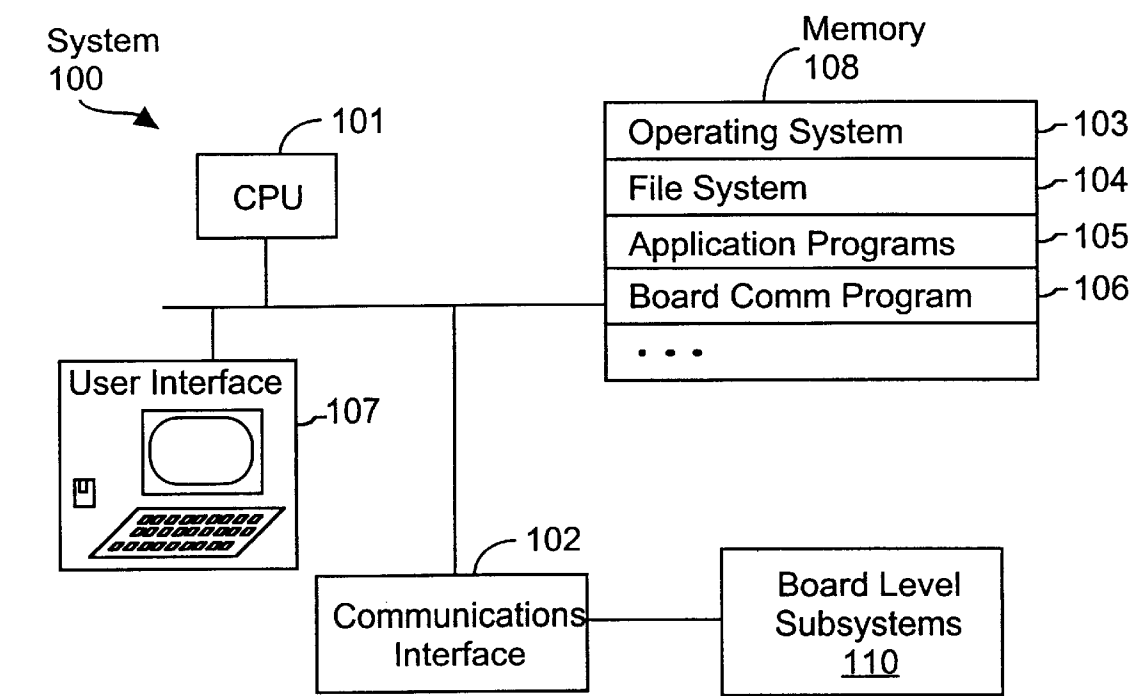 System
100
Memory
108
101
CPU
Operating System
103
File System
104
Application Programs
105
Board Comm Program
106
. . .
User Interface
107
102
Communications
Interface
Board Level
Subsystems
110